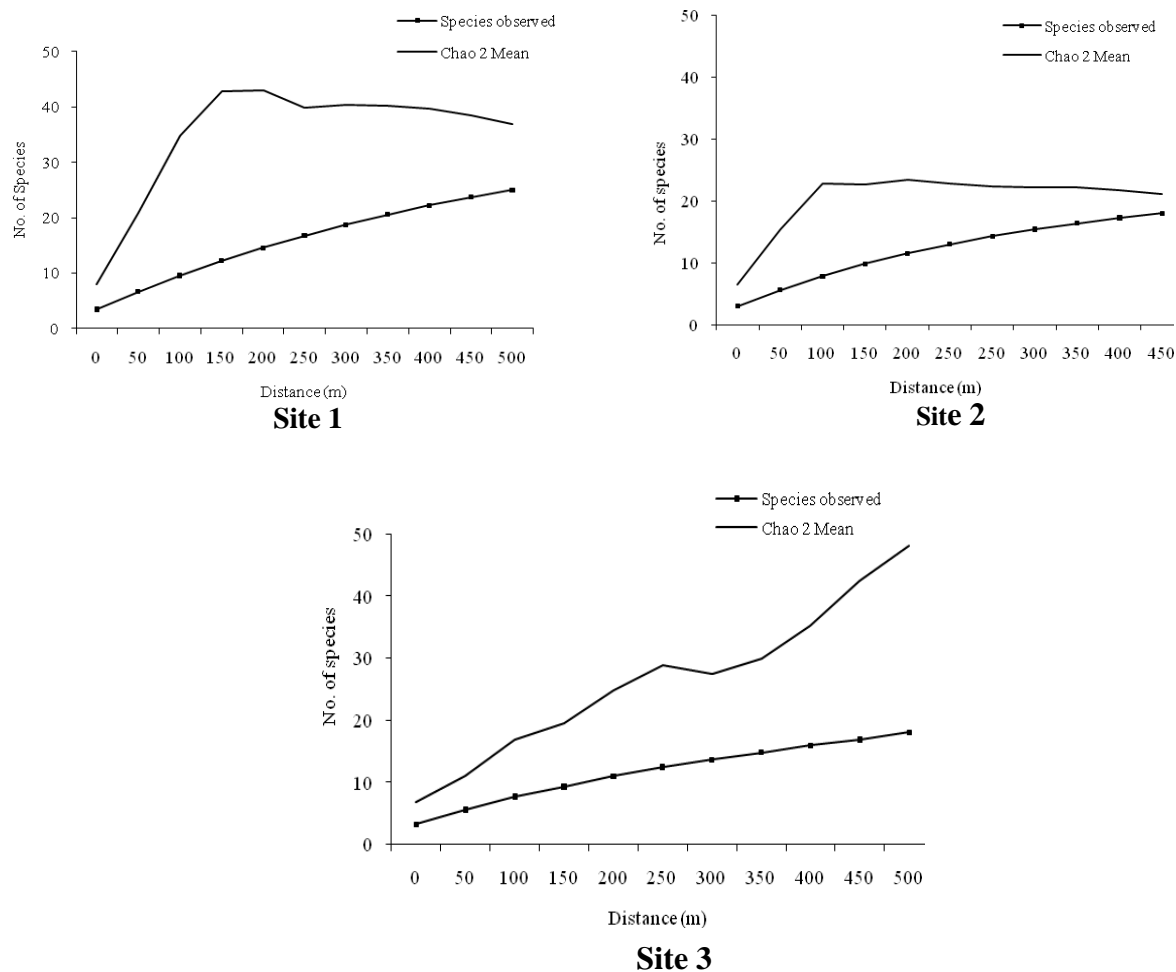 Species observed
Chao 2 Mean
50
40
30
20
10
0
No. of Species
0 50 100 150 200 250 300 350 400 450 500
Distance (m)
Site 1
Species observed
Chao 2 Mean
50
40
30
20
10
0
No. of species
0 50 100 150 200 250 300 350 400 450
Distance (m)
Site 2
Species observed
Chao 2 Mean
50
40
30
20
10
0
No. of species
0 50 100 150 200 250 300 350 400 450 500
Distance (m)
Site 3